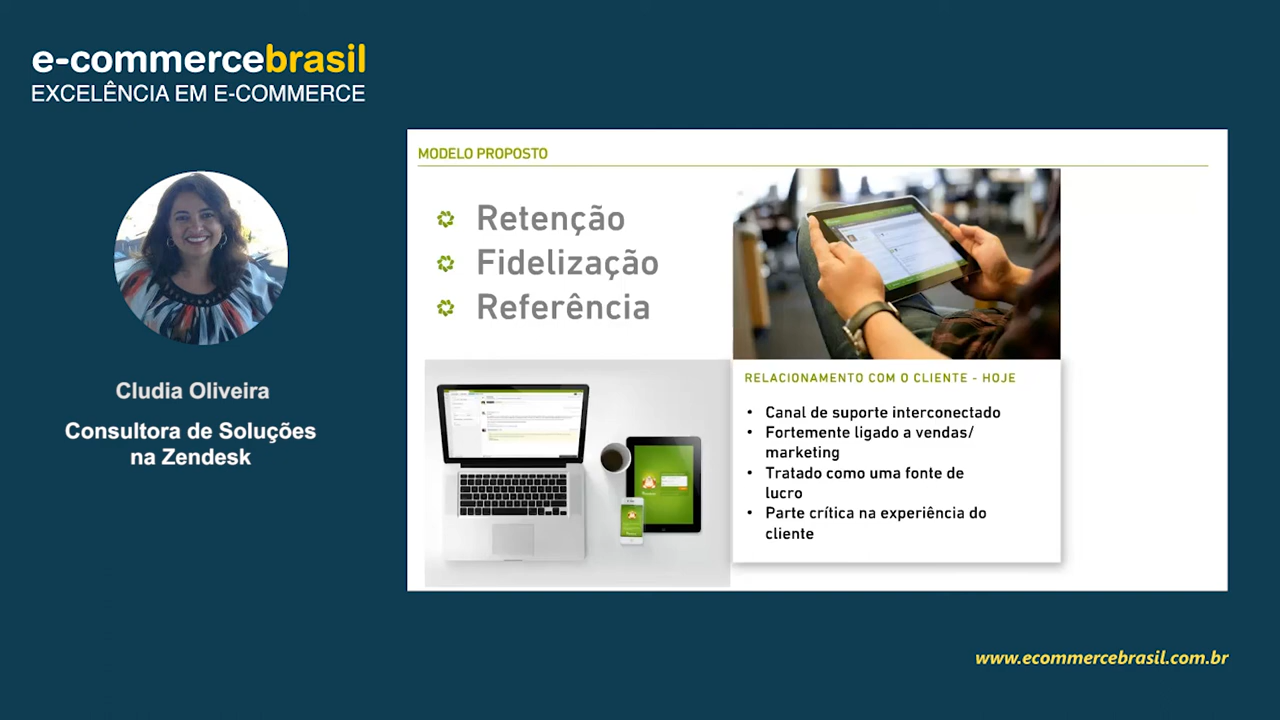 e-commercebrasil
EXCELÊNCIA EM E-COMMERCE
Cludia Oliveira
Consultora de Soluções
na Zendesk
MODELO PROPOSTO
Retenção
Fidelização
Referência
RELACIONAMENTO COM O CLIENTE - HOJE
• Canal de suporte interconectado
• Fortemente ligado a vendas/
marketing
• Tratado como uma fonte de
lucro
• Parte crítica na experiência do
cliente
www.ecommercebrasil.com.br